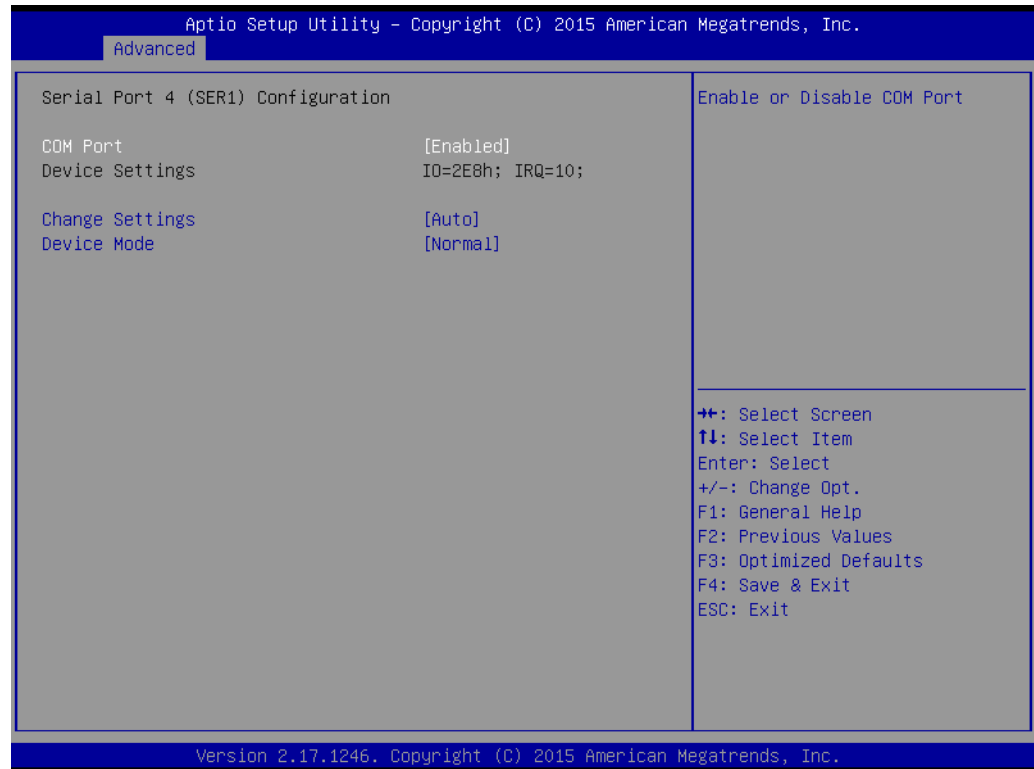 Aptio Setup Utility – Copyright (C) 2015 American Megatrends, Inc.
Advanced
Serial Port 4 (SER1) Configuration
COM Port [Enabled]
Device Settings IO=2E8h; IRQ=10;
Change Settings [Auto]
Device Mode [Normal]
Enable or Disable COM Port
→←: Select Screen
↑↓: Select Item
Enter: Select
+/-: Change Opt.
F1: General Help
F2: Previous Values
F3: Optimized Defaults
F4: Save & Exit
ESC: Exit
Version 2.17.1246. Copyright (C) 2015 American Megatrends, Inc.